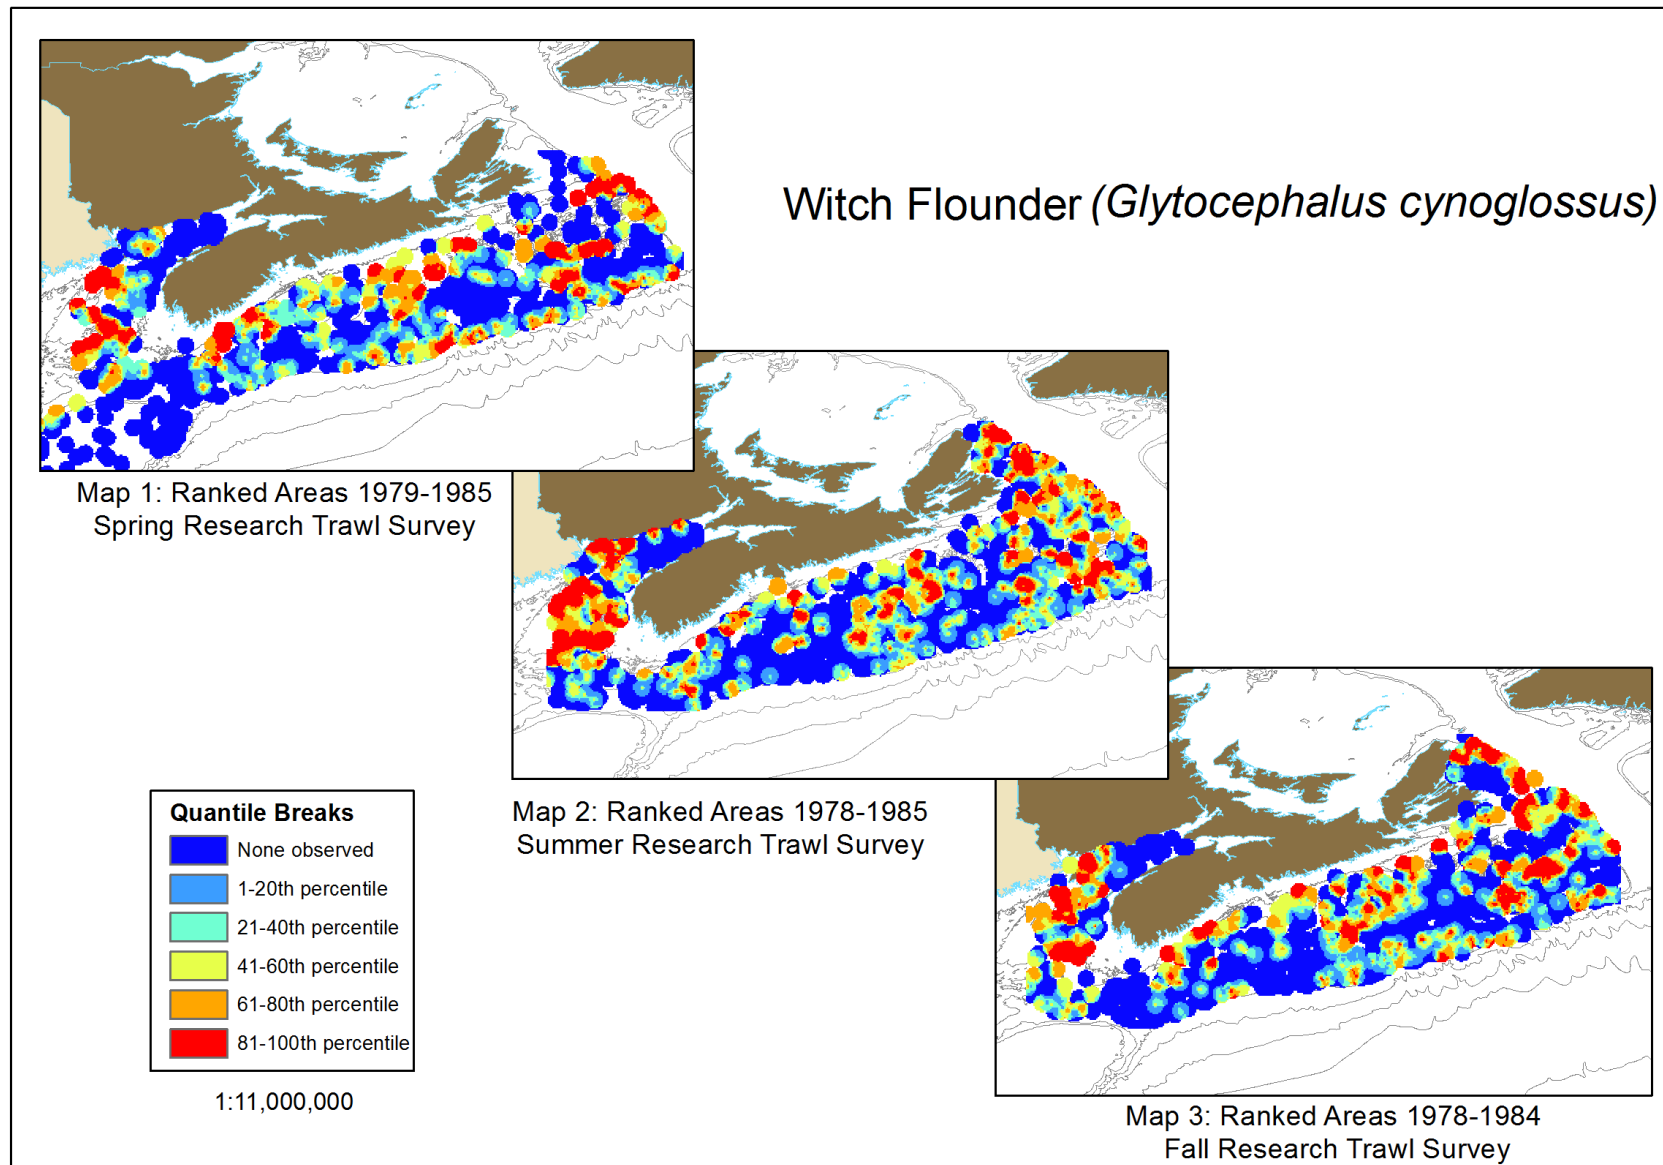 Witch Flounder (Glytocephalus cynoglossus)
Map 1: Ranked Areas 1979-1985
Spring Research Trawl Survey
Map 2: Ranked Areas 1978-1985
Summer Research Trawl Survey
Map 3: Ranked Areas 1978-1984
Fall Research Trawl Survey
Quantile Breaks
None observed
1-20th percentile
21-40th percentile
41-60th percentile
61-80th percentile
81-100th percentile
1:11,000,000